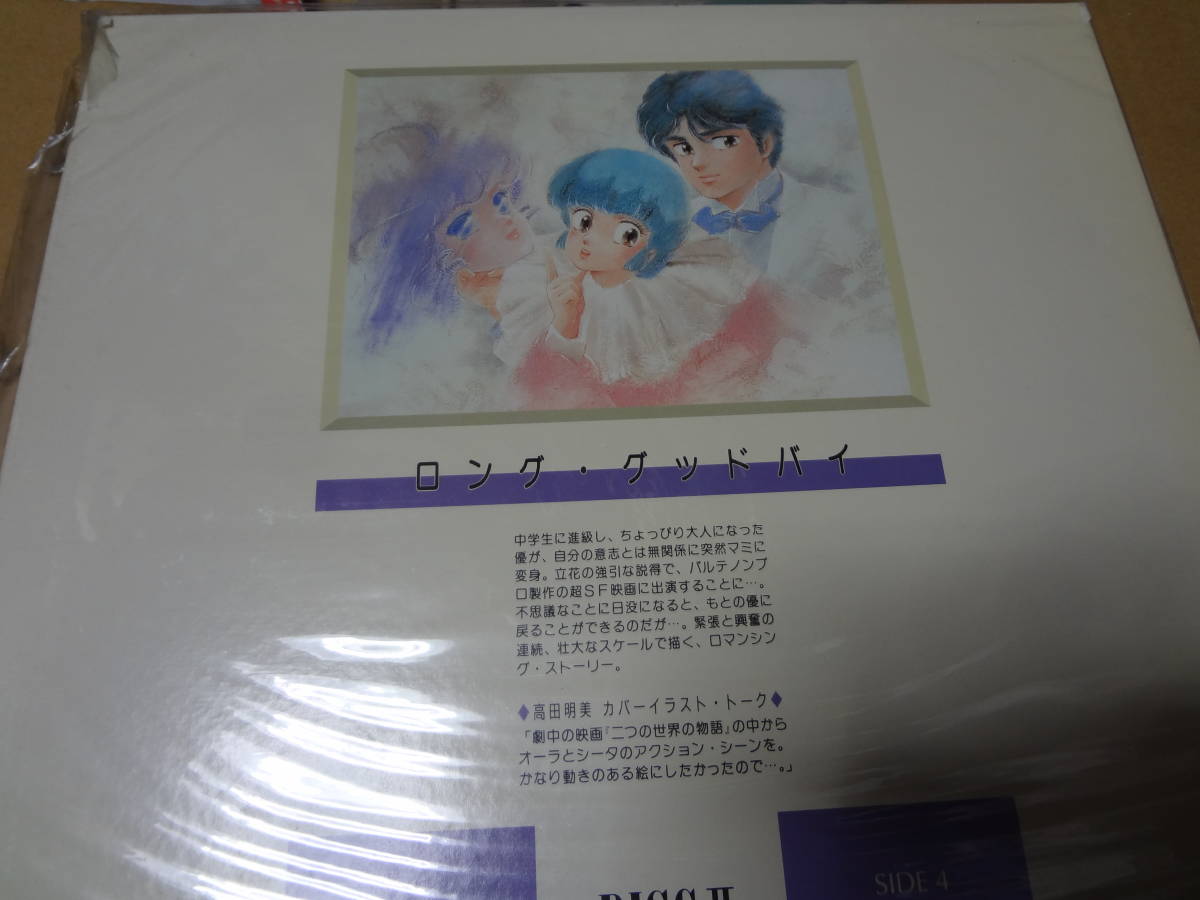 ロング・グッドバイ
中学生に進級し、ちょっぴり大人になった
優が、自分の意志とは無関係に突然マミに
変身。立花の強引な説得で、パルテノンプ
ロ製作の超SF映画に出演することに…。
不思議なことに日没になると、もとの優に
戻ることができるのだが…。緊張と興奮の
連続、壮大なスケールで描く、ロマンシン
グ・ストーリー。
◆高田明美 カバーイラスト・トーク◆
「劇中の映画『二つの世界の物語』の中から
オーラとシータのアクション・シーンを。
かなり動きのある絵にしたかったので…。」
DISC II
SIDE 4